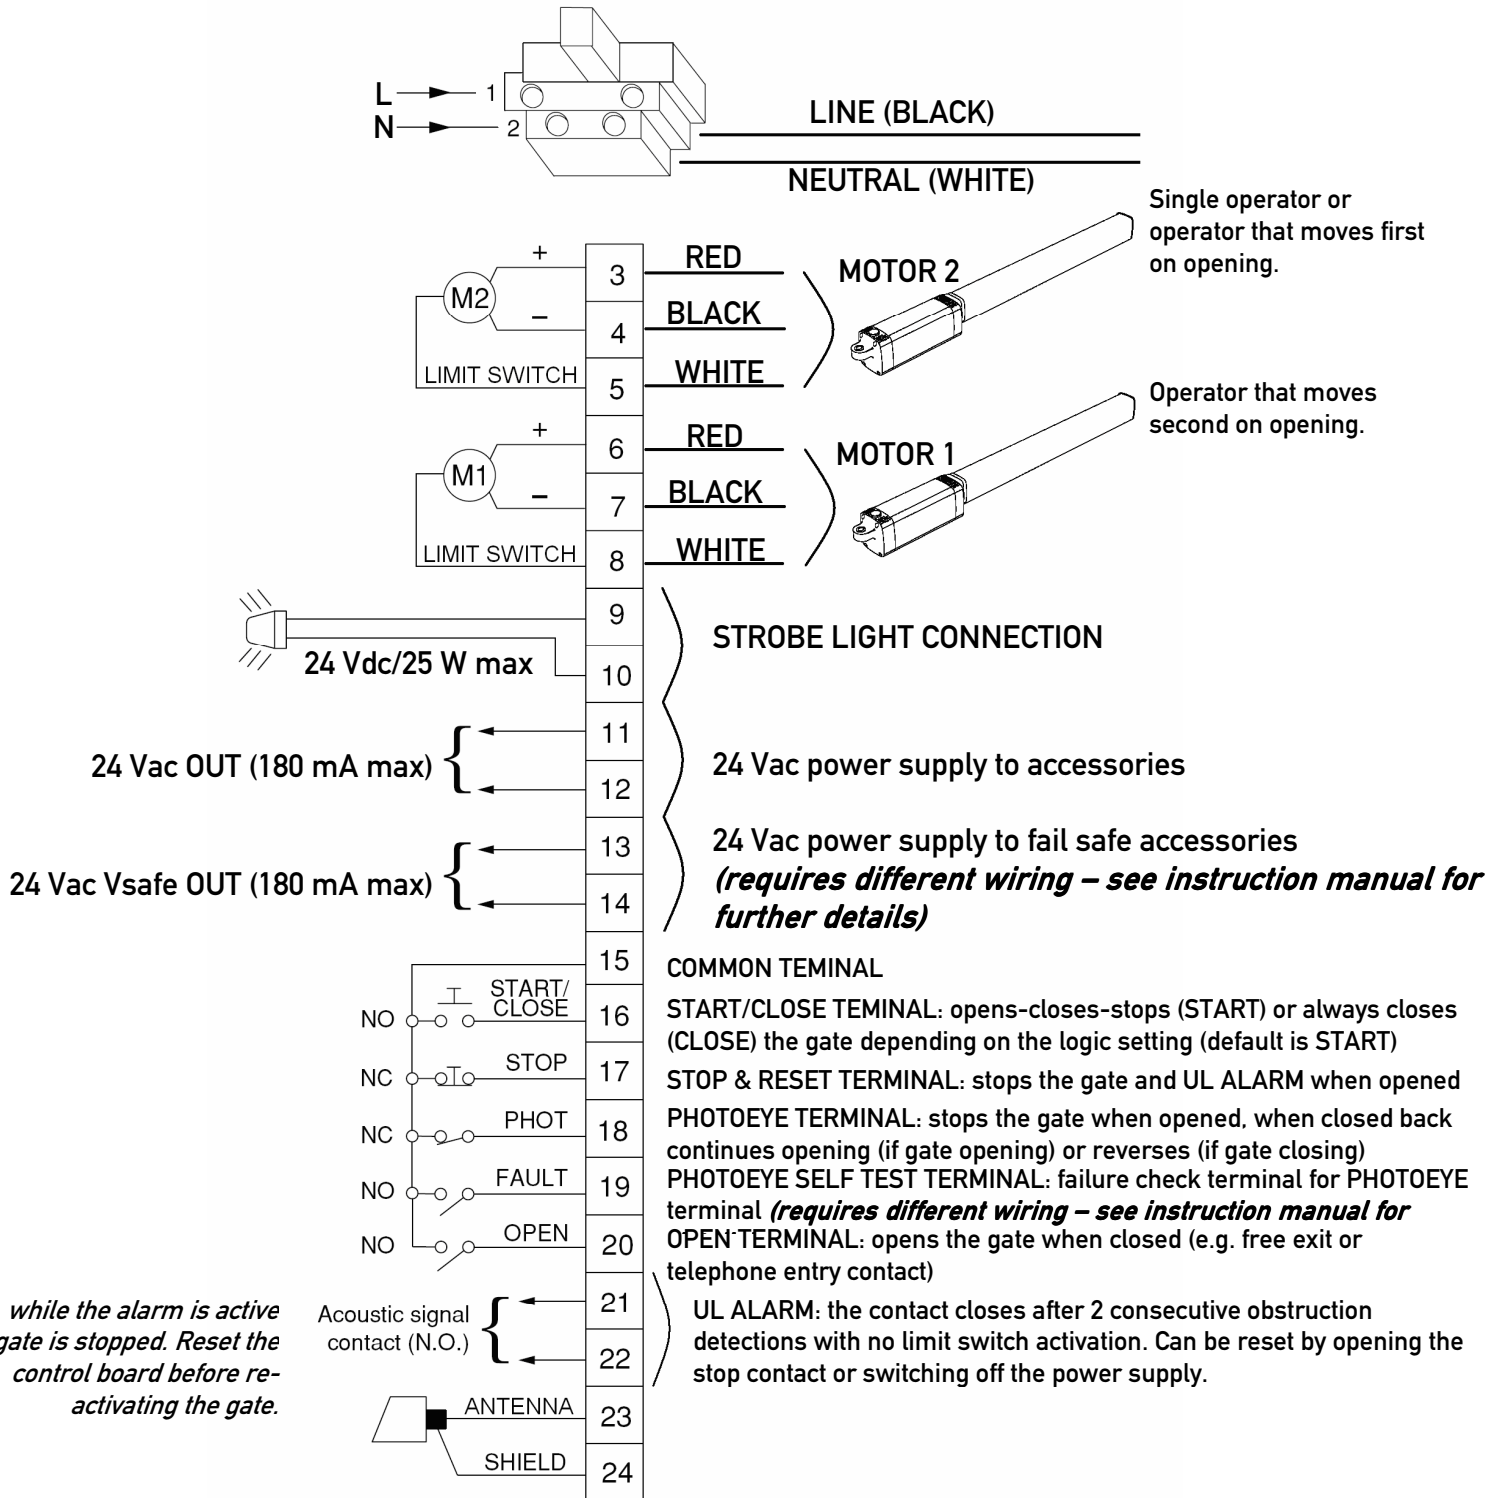 L
1
N
2
LINE (BLACK)
NEUTRAL (WHITE)
Single operator or
operator that moves first
on opening.
+
M2
–
LIMIT SWITCH
3
4
5
RED
BLACK
WHITE
MOTOR 2
Operator that moves
second on opening.
+
M1
–
LIMIT SWITCH
6
7
8
RED
BLACK
WHITE
MOTOR 1
24 Vdc/25 W max
9
10
STROBE LIGHT CONNECTION
24 Vac OUT (180 mA max)
{
11
12
24 Vac power supply to accessories
24 Vac Vsafe OUT (180 mA max)
{
13
14
24 Vac power supply to fail safe accessories
(requires different wiring – see instruction manual for
further details)
15
COMMON TEMINAL
NO
START/
CLOSE
16
START/CLOSE TEMINAL: opens-closes-stops (START) or always closes
(CLOSE) the gate depending on the logic setting (default is START)
NC
STOP
17
STOP & RESET TERMINAL: stops the gate and UL ALARM when opened
NC
PHOT
18
PHOTOEYE TERMINAL: stops the gate when opened, when closed back
continues opening (if gate opening) or reverses (if gate closing)
NO
FAULT
19
PHOTOEYE SELF TEST TERMINAL: failure check terminal for PHOTOEYE
terminal (requires different wiring – see instruction manual for
NO
OPEN
20
OPEN TERMINAL: opens the gate when closed (e.g. free exit or
telephone entry contact)
while the alarm is active
gate is stopped. Reset the
control board before re-
activating the gate.
Acoustic signal
contact (N.O.)
{
21
22
UL ALARM: the contact closes after 2 consecutive obstruction
detections with no limit switch activation. Can be reset by opening the
stop contact or switching off the power supply.
ANTENNA
23
SHIELD
24